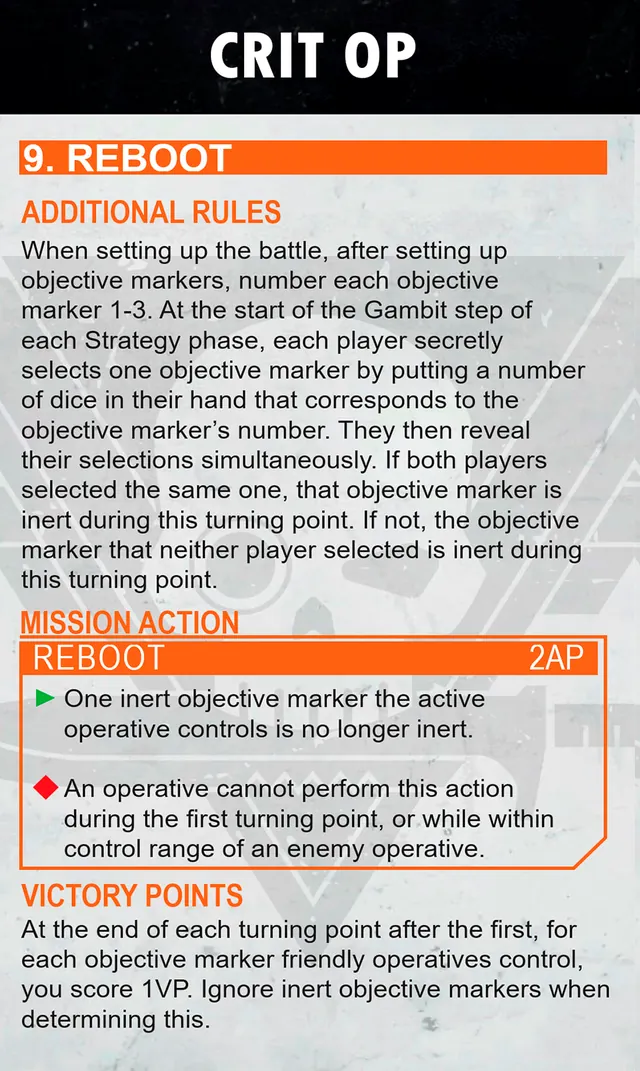 CRIT OP
9. REBOOT
ADDITIONAL RULES
When setting up the battle, after setting up
objective markers, number each objective
marker 1-3. At the start of the Gambit step of
each Strategy phase, each player secretly
selects one objective marker by putting a number
of dice in their hand that corresponds to the
objective marker’s number. They then reveal
their selections simultaneously. If both players
selected the same one, that objective marker is
inert during this turning point. If not, the objective
marker that neither player selected is inert during
this turning point.
MISSION ACTION
REBOOT 2AP
One inert objective marker the active
operative controls is no longer inert.
An operative cannot perform this action
during the first turning point, or while within
control range of an enemy operative.
VICTORY POINTS
At the end of each turning point after the first, for
each objective marker friendly operatives control,
you score 1VP. Ignore inert objective markers when
determining this.